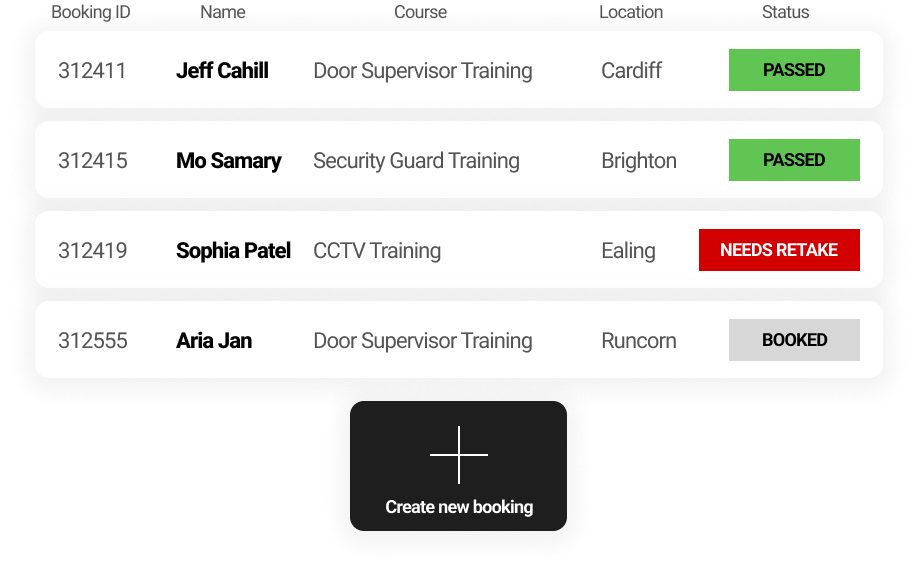 Booking ID Name Course Location Status
312411 Jeff Cahill Door Supervisor Training Cardiff PASSED
312415 Mo Samary Security Guard Training Brighton PASSED
312419 Sophia Patel CCTV Training Ealing NEEDS RETAKE
312555 Aria Jan Door Supervisor Training Runcorn BOOKED
Create new booking